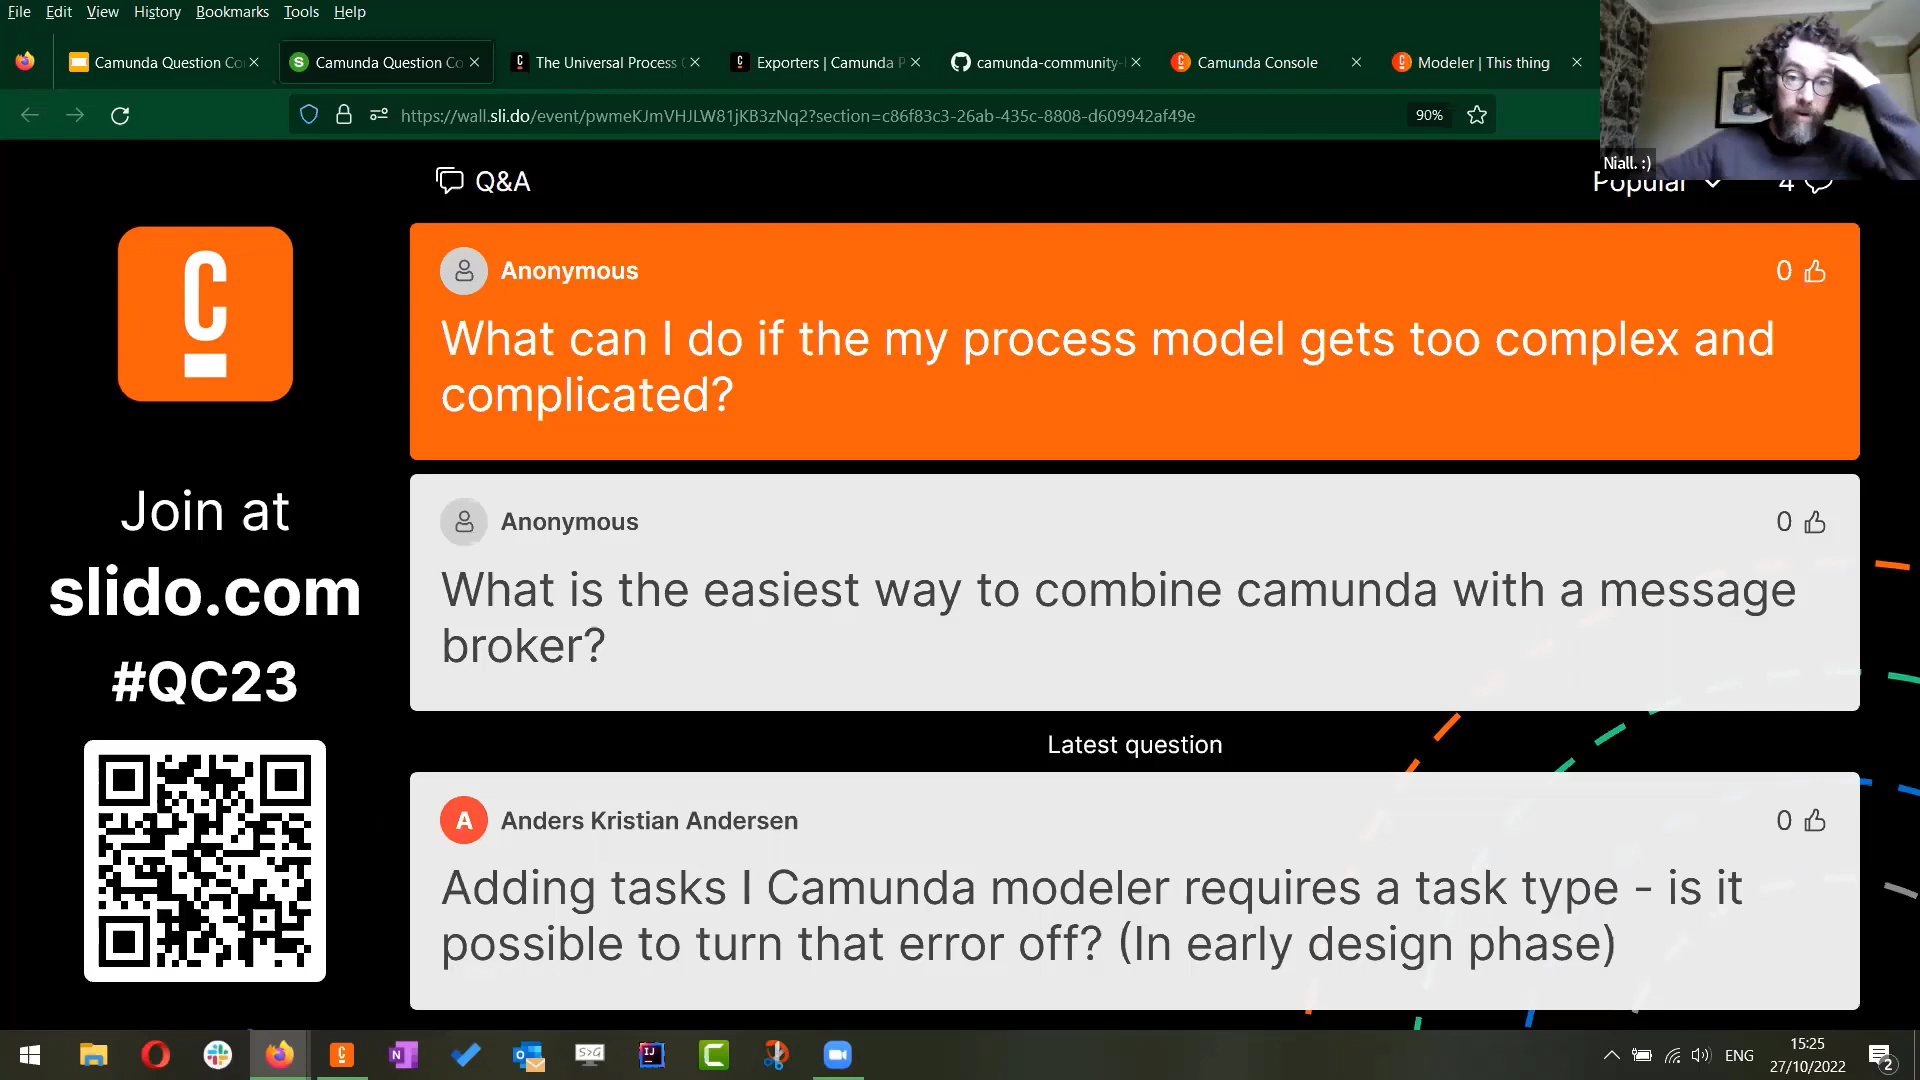 File Edit View History Bookmarks Tools Help
Camunda Question Co
Camunda Question Co
The Universal Process
Exporters | Camunda P
camunda-community-
Camunda Console
Modeler | This thing
https://wall.sli.do/event/pwmeKJmVHJLW81jKB3zNq2?section=c86f83c3-26ab-435c-8808-d609942af49e
90%
Niall. :)
Q&A
Popular
4
Anonymous
0
What can I do if the my process model gets too complex and
complicated?
Join at
slido.com
#QC23
Anonymous
0
What is the easiest way to combine camunda with a message
broker?
Latest question
A
Anders Kristian Andersen
0
Adding tasks I Camunda modeler requires a task type - is it
possible to turn that error off? (In early design phase)
ENG
15:25
27/10/2022
2